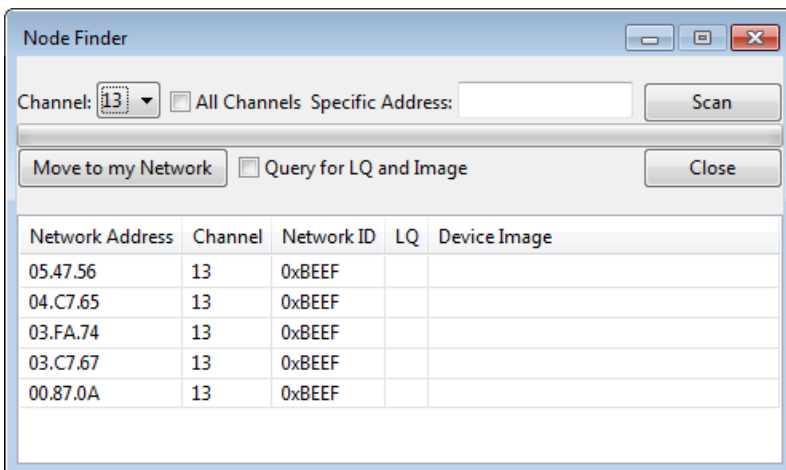 Node Finder
Channel: 13 All Channels Specific Address: Scan
Move to my Network Query for LQ and Image Close
Network Address Channel Network ID LQ Device Image
05.47.56 13 0xBEEF
04.C7.65 13 0xBEEF
03.FA.74 13 0xBEEF
03.C7.67 13 0xBEEF
00.87.0A 13 0xBEEF